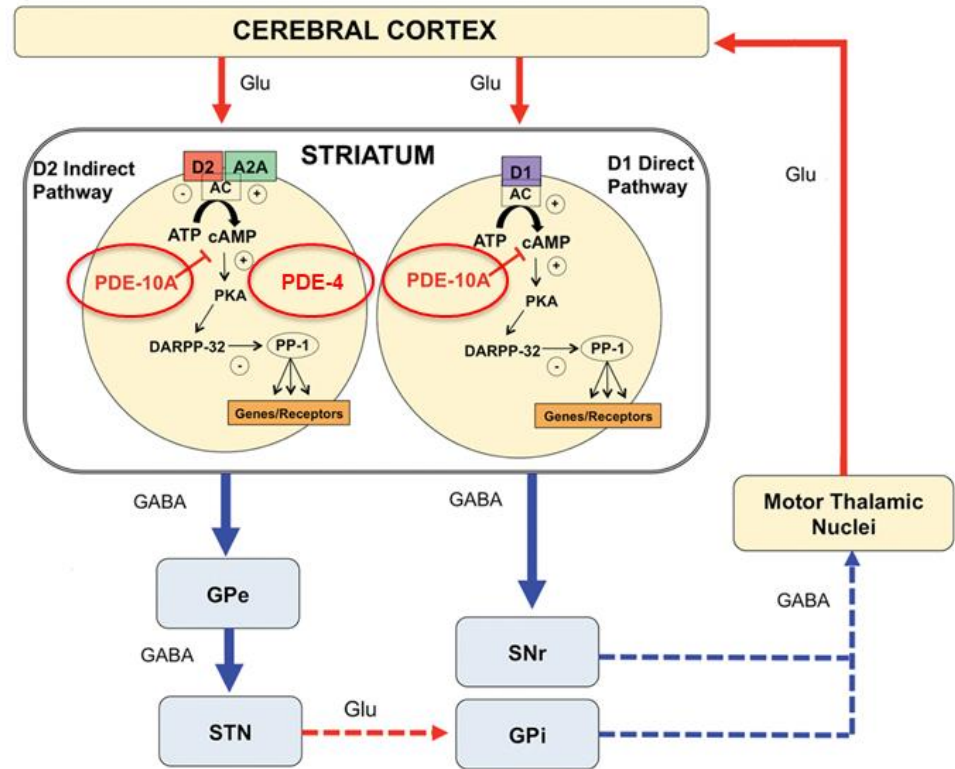 CEREBRAL CORTEX
Glu
Glu
Glu
STRIATUM
D2 Indirect
Pathway
D1 Direct
Pathway
D2
A2A
AC
-
+
ATP
cAMP
+
PDE-10A
PDE-4
PKA
DARPP-32
-
PP-1
Genes/Receptors
D1
AC
+
ATP
cAMP
+
PDE-10A
PKA
DARPP-32
-
PP-1
Genes/Receptors
GABA
GABA
Motor Thalamic
Nuclei
GPe
GABA
GABA
SNr
STN
Glu
GPi